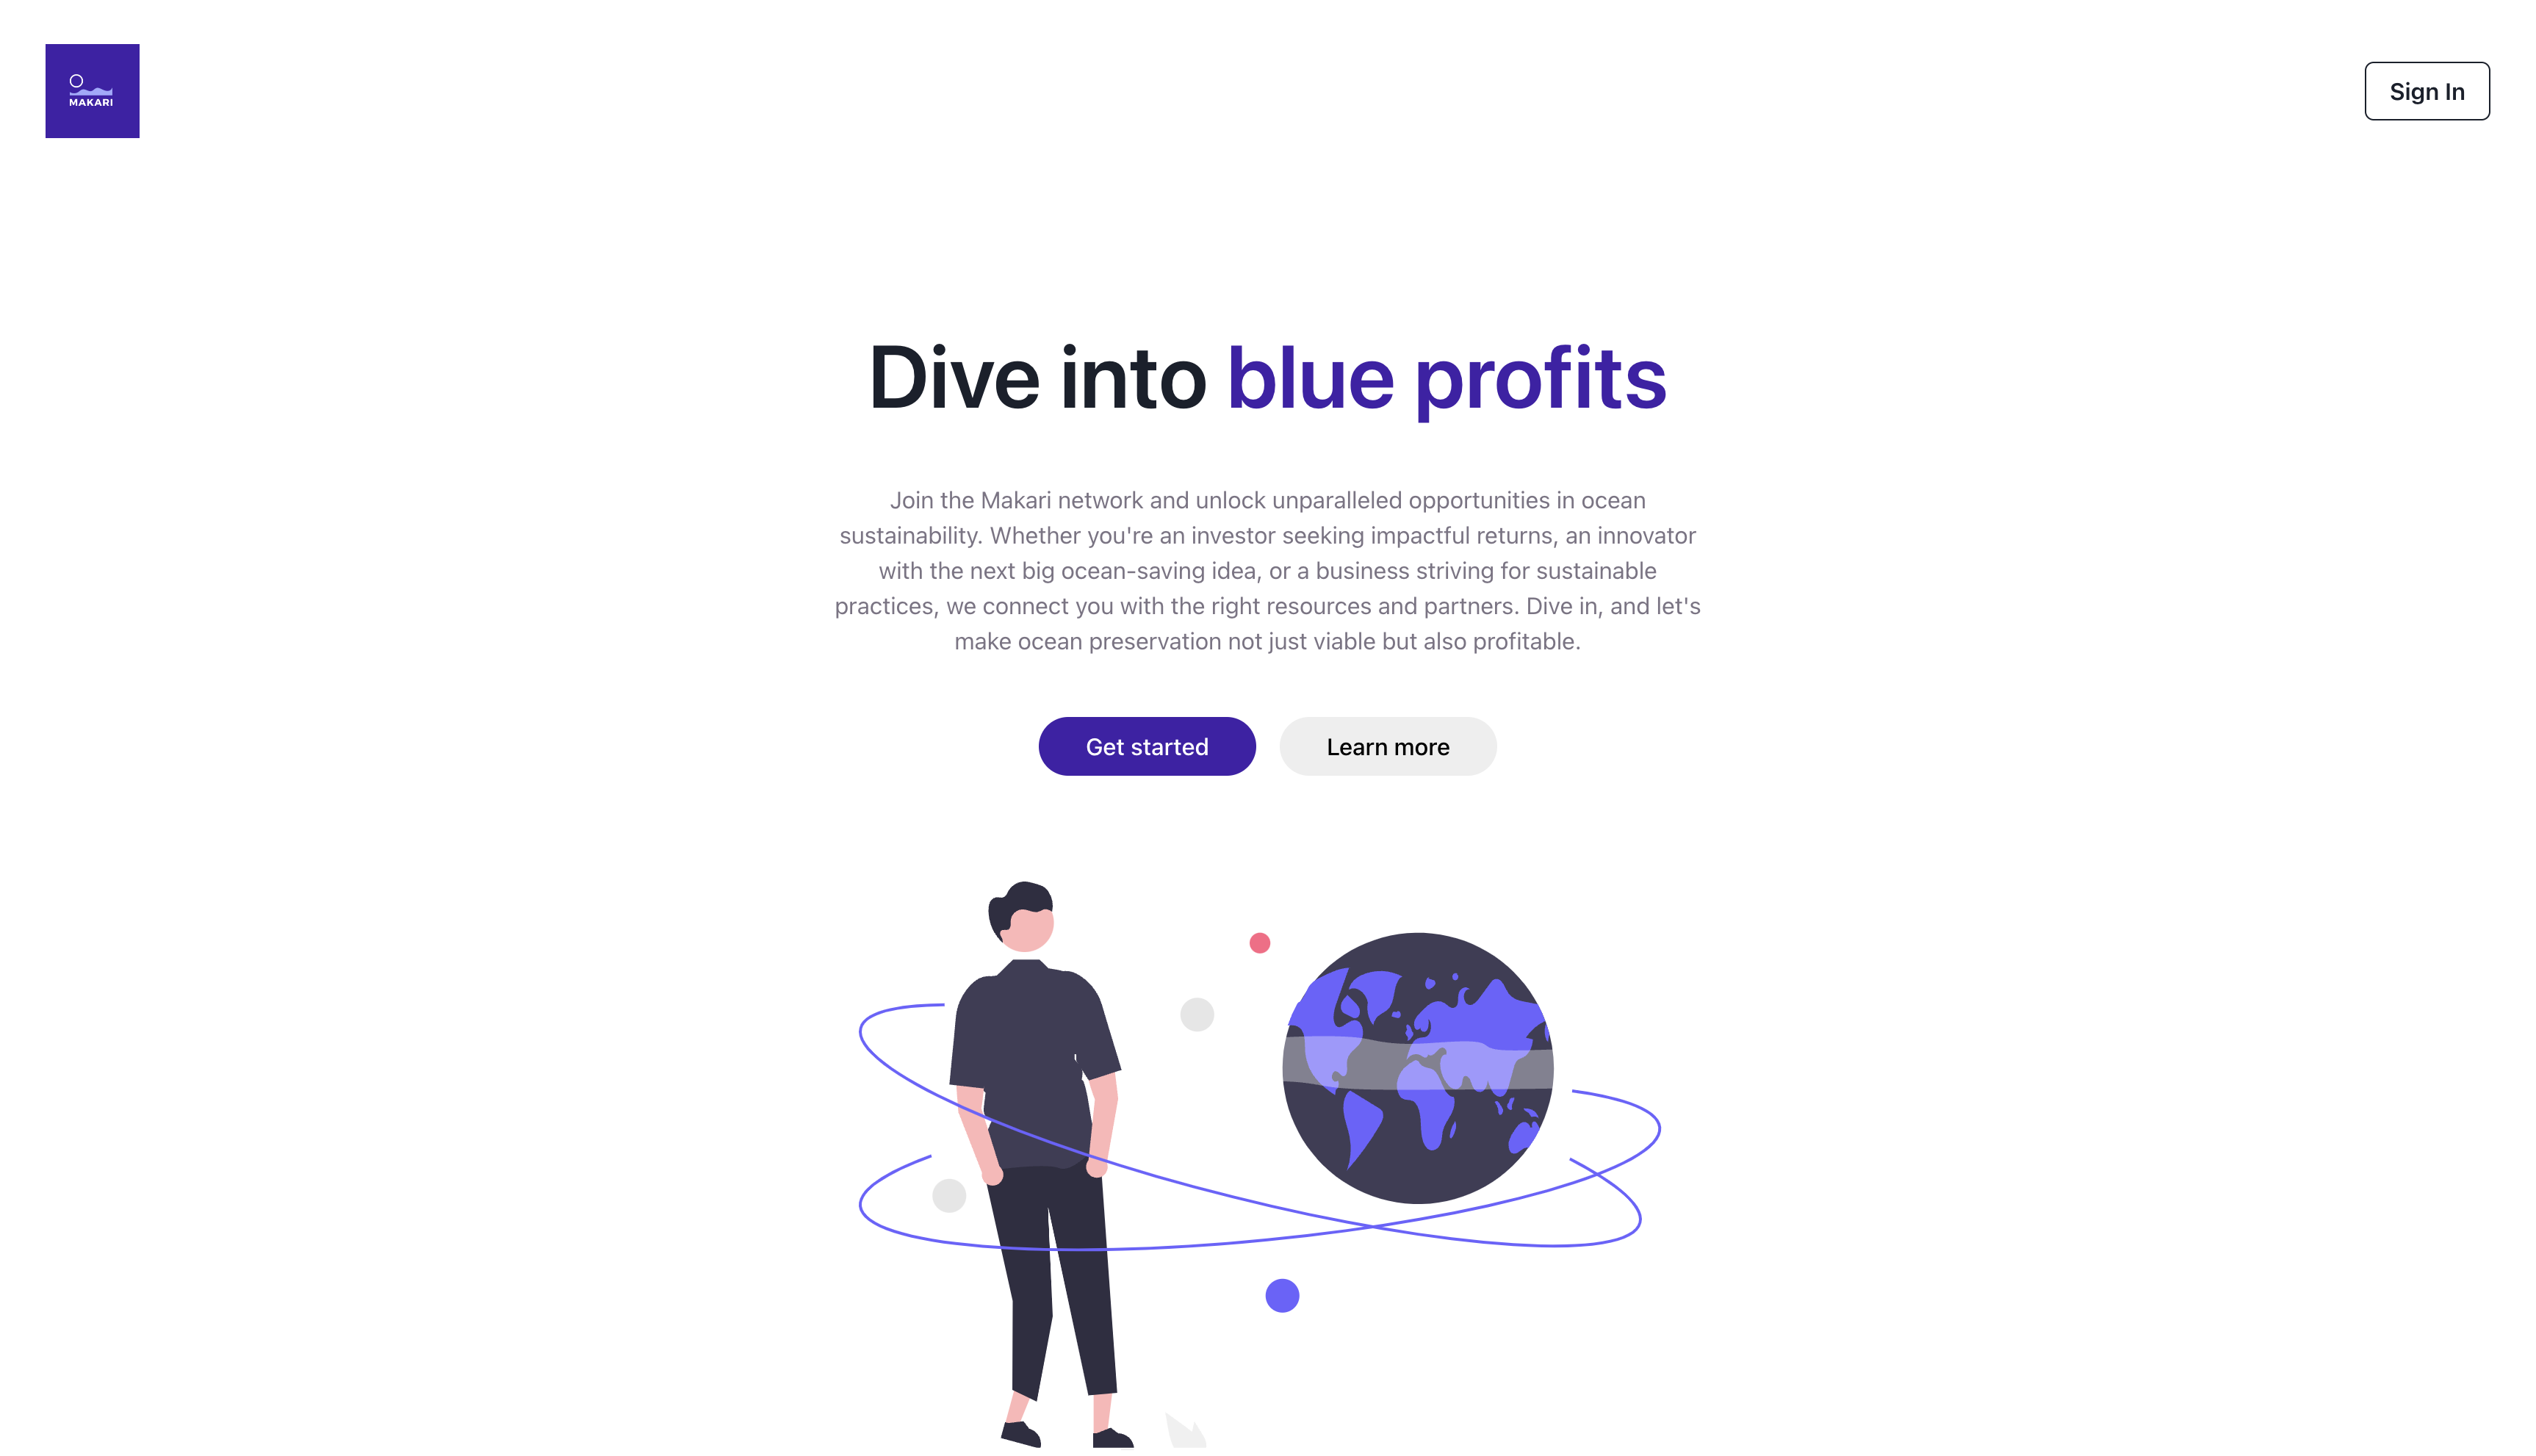 MAKARI
Sign In
Dive into blue profits
Join the Makari network and unlock unparalleled opportunities in ocean
sustainability. Whether you're an investor seeking impactful returns, an innovator
with the next big ocean-saving idea, or a business striving for sustainable
practices, we connect you with the right resources and partners. Dive in, and let's
make ocean preservation not just viable but also profitable.
Get started
Learn more